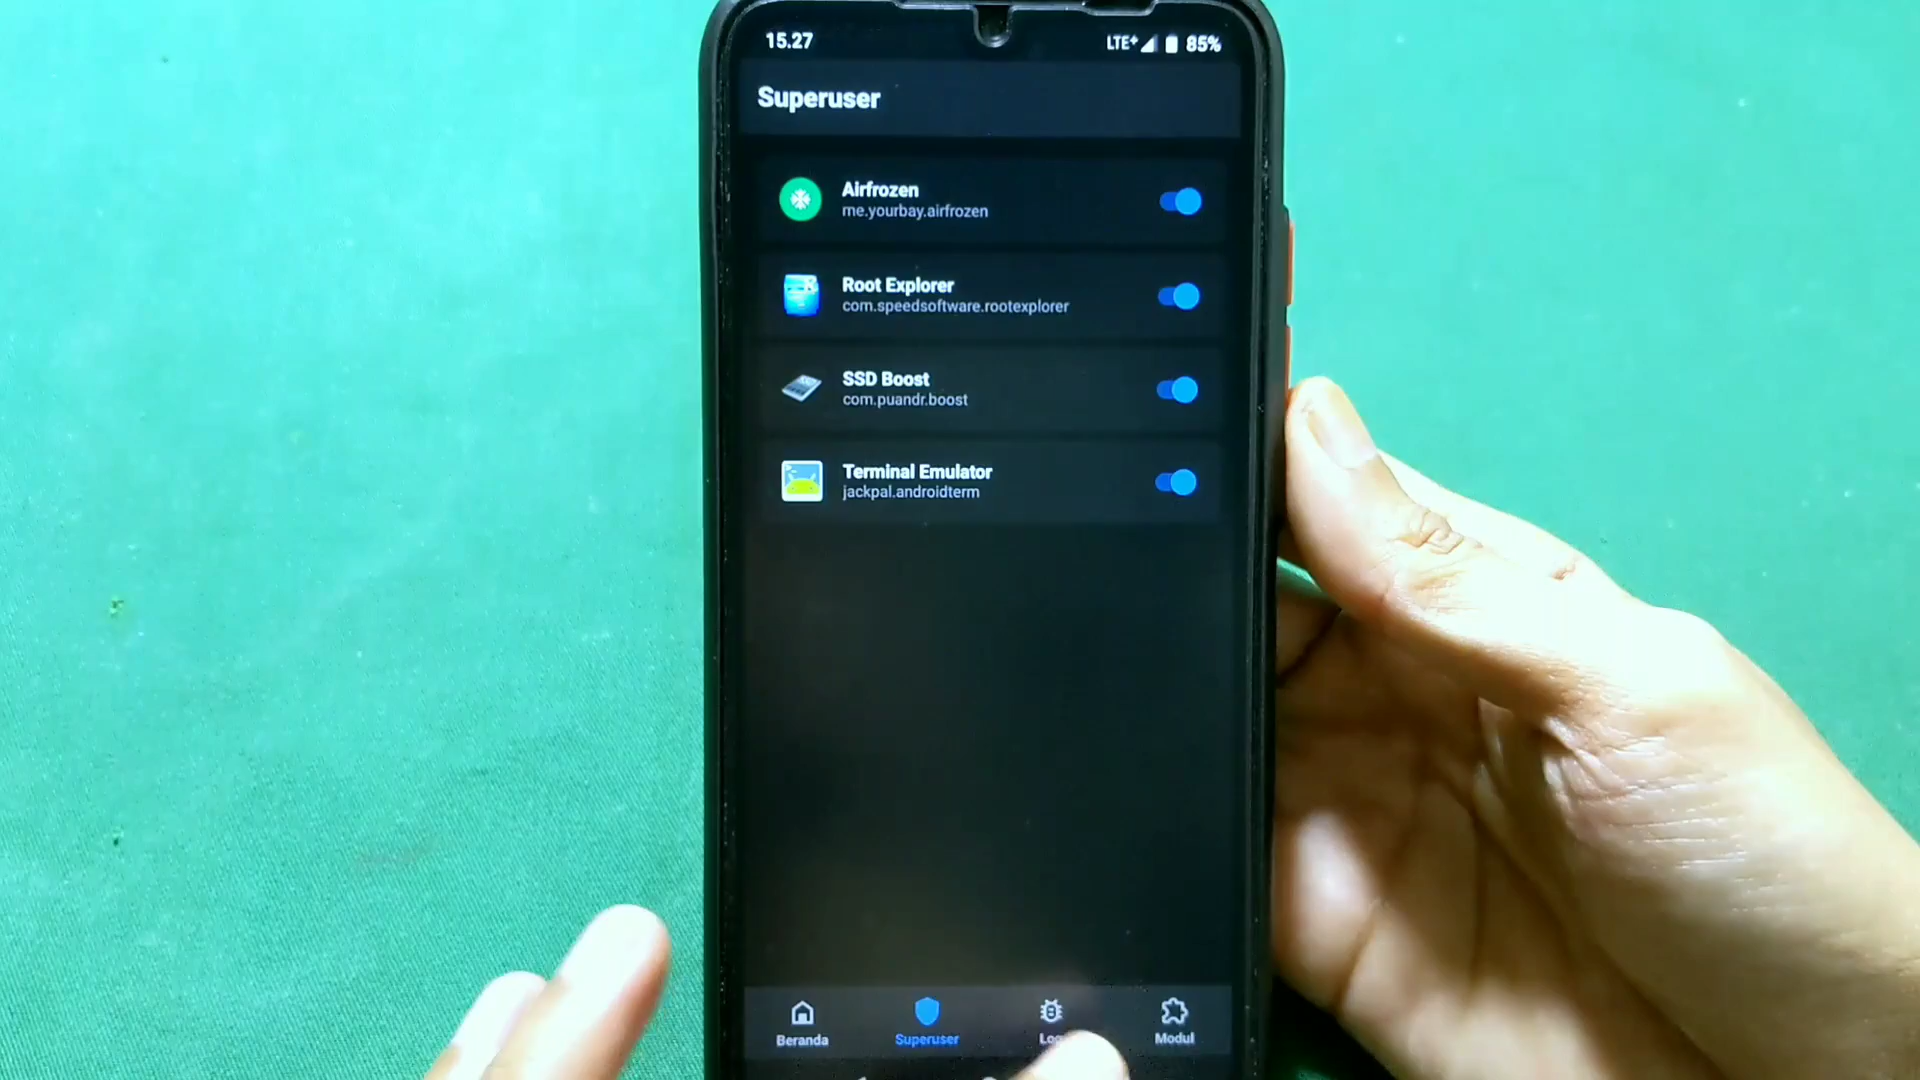 15.27
LTE+ 85%
Superuser
Airfrozen
me.yourbay.airfrozen
Root Explorer
com.speedsoftware.rootexplorer
SSD Boost
com.puandr.boost
Terminal Emulator
jackpal.androidterm
Beranda
Superuser
Modul